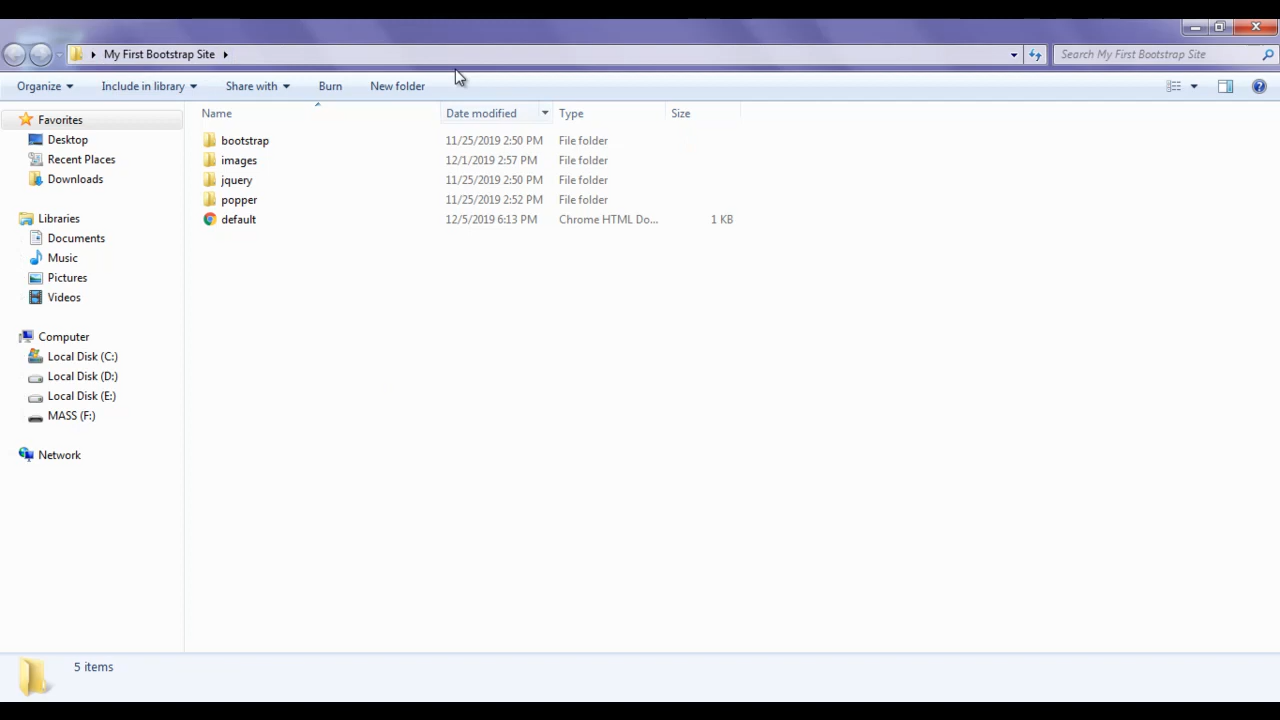 My First Bootstrap Site
Search My First Bootstrap Site
Organize Include in library Share with Burn New folder
Name Date modified Type Size
Favorites
Desktop
Recent Places
Downloads
Libraries
Documents
Music
Pictures
Videos
Computer
Local Disk (C:)
Local Disk (D:)
Local Disk (E:)
MASS (F:)
Network
bootstrap 11/25/2019 2:50 PM File folder
images 12/1/2019 2:57 PM File folder
jquery 11/25/2019 2:50 PM File folder
popper 11/25/2019 2:52 PM File folder
default 12/5/2019 6:13 PM Chrome HTML Do... 1 KB
5 items